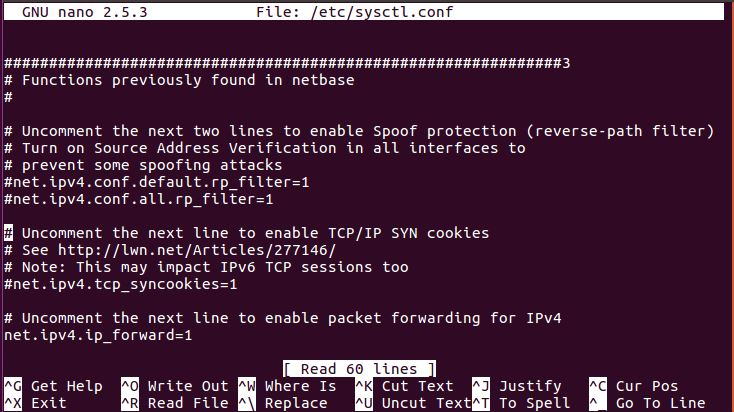 GNU nano 2.5.3 File: /etc/sysctl.conf
##############################################################3
# Functions previously found in netbase
#
# Uncomment the next two lines to enable Spoof protection (reverse-path filter)
# Turn on Source Address Verification in all interfaces to
# prevent some spoofing attacks
#net.ipv4.conf.default.rp_filter=1
#net.ipv4.conf.all.rp_filter=1
# Uncomment the next line to enable TCP/IP SYN cookies
# See http://lwn.net/Articles/277146/
# Note: This may impact IPv6 TCP sessions too
#net.ipv4.tcp_syncookies=1
# Uncomment the next line to enable packet forwarding for IPv4
net.ipv4.ip_forward=1
[ Read 60 lines ]
^G Get Help ^O Write Out ^W Where Is ^K Cut Text ^J Justify ^C Cur Pos
^X Exit ^R Read File ^\ Replace ^U Uncut Text ^T To Spell ^_ Go To Line